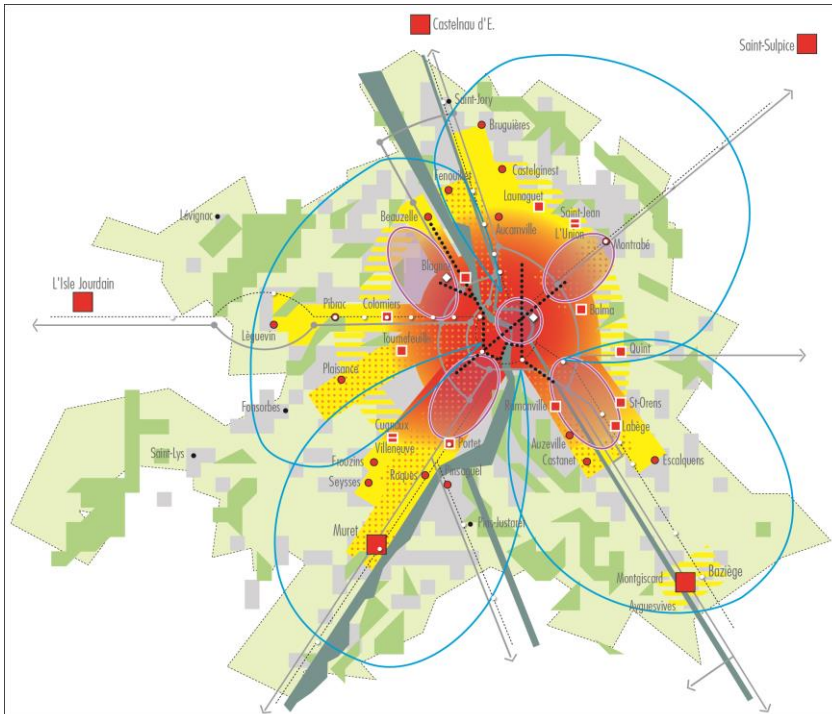 Castelnau d'E.
Saint-Sulpice
Saint-Jory
Bruguières
Castelginest
Fenouillet
Launaguet
Lévignac
Beauzelle
Saint-Jean
Aucamville
L'Union
Montrabé
Blagnac
L'Isle Jourdain
Pibrac
Colomiers
Balma
Léguevin
Tournefeuille
Quint
Plaisance
Fonsorbes
Ramonville
St-Orens
Labège
Cugnaux
Villeneuve
Portet
Auzeville
Saint-Lys
Frouzins
Castanet
Escalquens
Seysses
Roques
Pinsaguel
Pins-Justaret
Muret
Montgiscard
Baziège
Ayguesvives